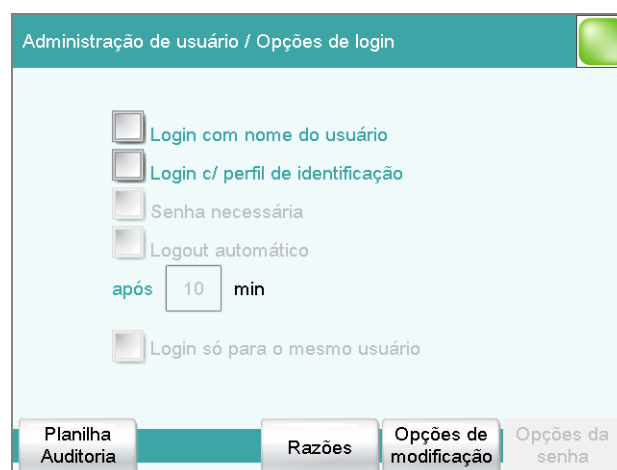 Administração de usuário / Opções de login
Login com nome do usuário
Login c/ perfil de identificação
Senha necessária
Logout automático
após 10 min
Login só para o mesmo usuário
Planilha
Auditoria
Razões
Opções de
modificação
Opções da
senha